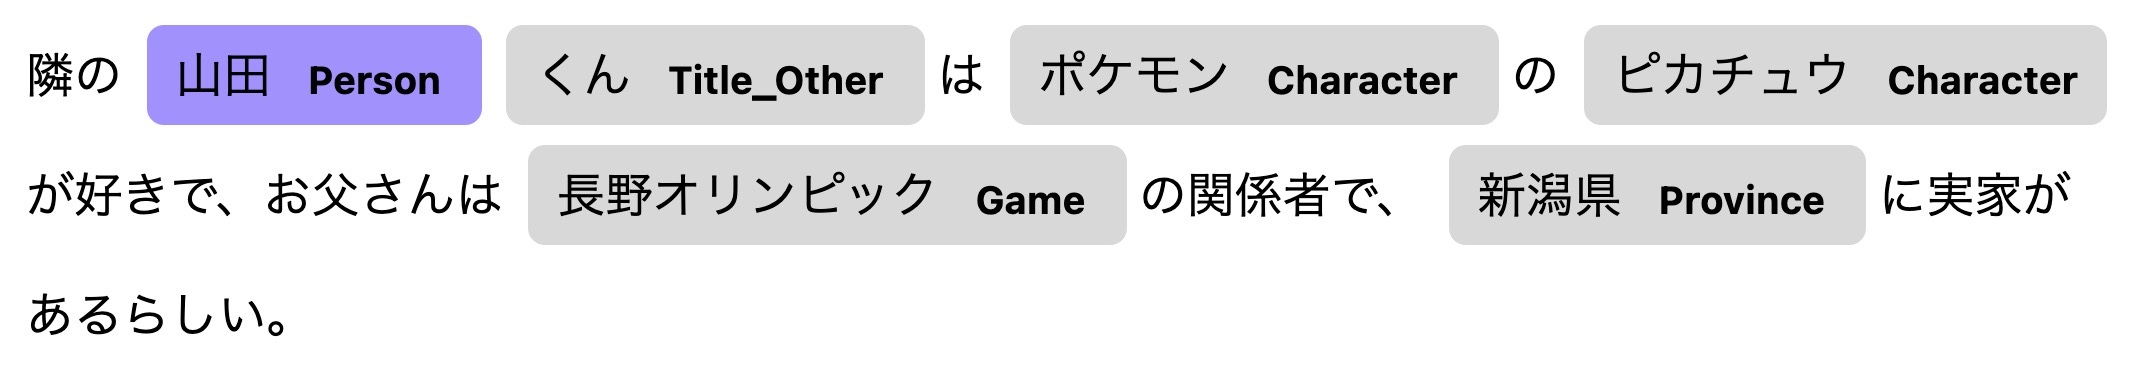 隣の 山田 Person くん Title_Other は ポケモン Character の ピカチュウ Character
が好きで、お父さんは 長野オリンピック Game の関係者で、 新潟県 Province に実家が
あるらしい。